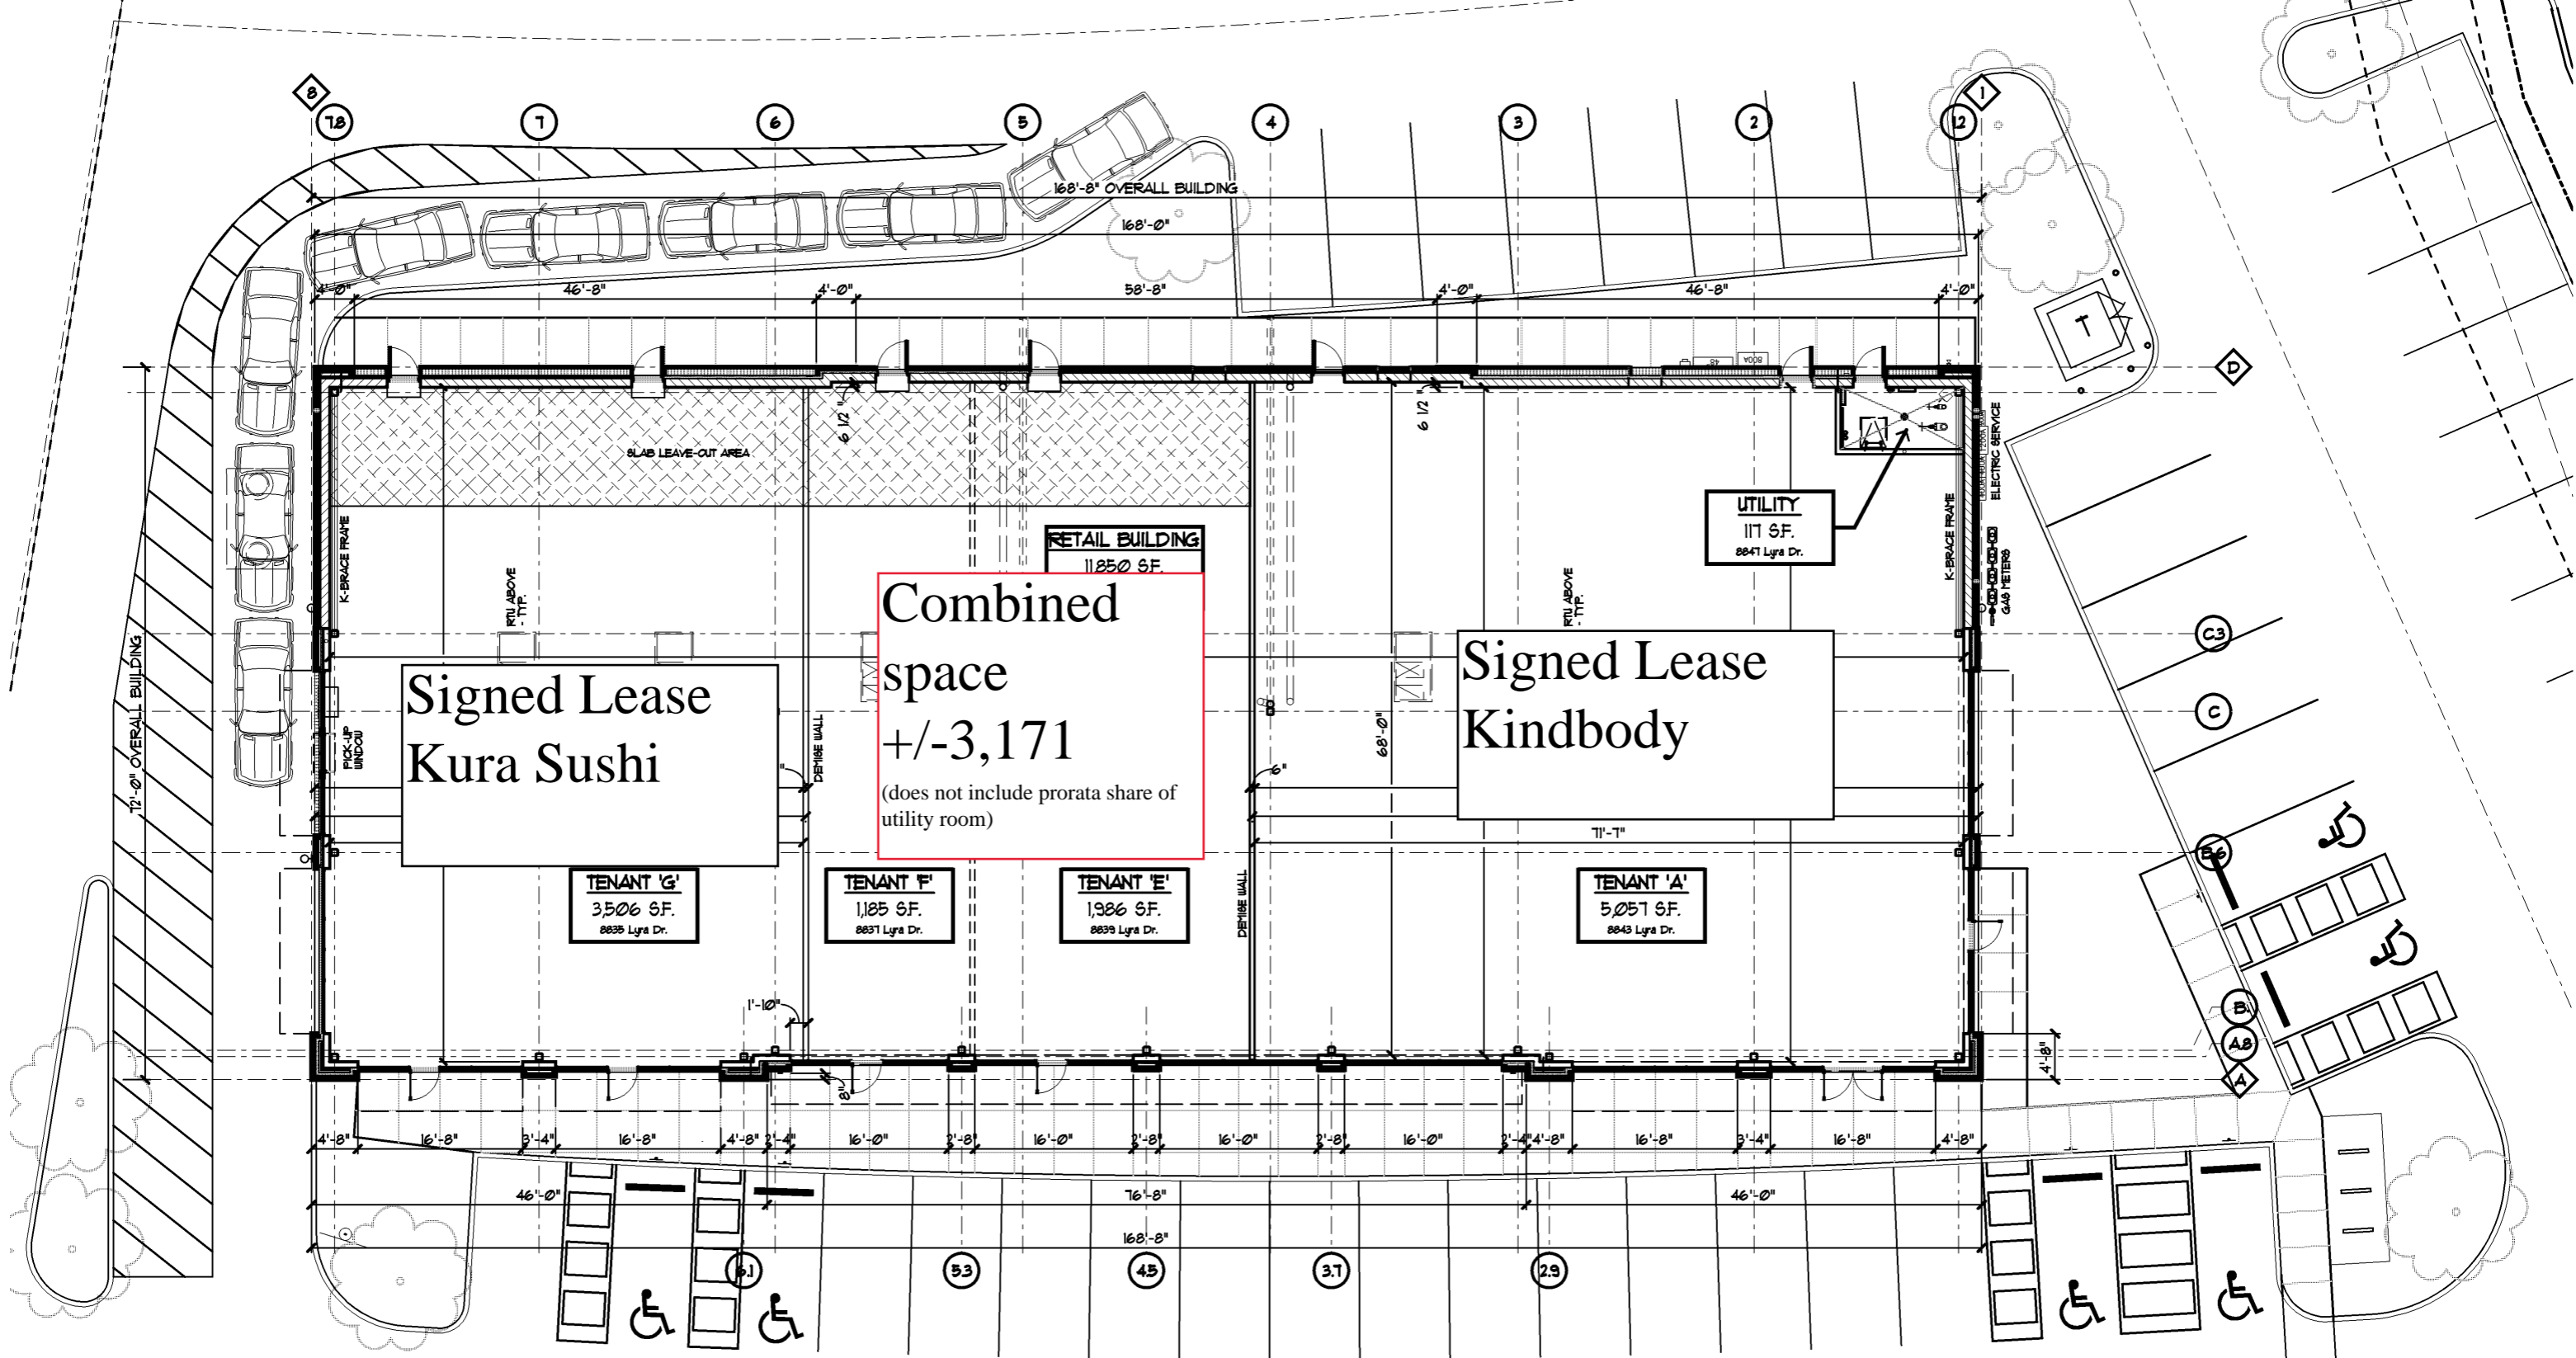 8
7.8
7
6
5
4
3
2
1.2
1
168'-8" OVERALL BUILDING
168'-0"
4'-0"
46'-8"
4'-0"
58'-8"
4'-0"
46'-8"
4'-0"
T
D
48
800A
6 1/2"
6 1/2"
SLAB LEAVE-OUT AREA
ELECTRIC SERVICE
UTILITY
117 S.F.
8847 Lyra Dr.
K-BRACE FRAME
K-BRACE FRAME
RETAIL BUILDING
11,850 S.F.
GAS METERS
RTU ABOVE
- TYP.
RTU ABOVE
- TYP.
Combined
space
+/-3,171
(does not include prorata share of
utility room)
Signed Lease
Kura Sushi
Signed Lease
Kindbody
C.3
C
72'-0" OVERALL BUILDING
PICK-UP
WINDOW
DEMISE WALL
68'-0"
6"
71'-7"
B.6
TENANT 'G'
3,506 S.F.
8835 Lyra Dr.
TENANT 'F'
1,185 S.F.
8837 Lyra Dr.
TENANT 'E'
1,986 S.F.
8839 Lyra Dr.
DEMISE WALL
TENANT 'A'
5,057 S.F.
8843 Lyra Dr.
1'-10"
B
A.8
A
4'-8"
8"
4'-8"
16'-8"
3'-4"
16'-8"
4'-8"
2'-4"
16'-0"
2'-8"
16'-0"
2'-8"
16'-0"
2'-8"
16'-0"
2'-4"
4'-8"
16'-8"
3'-4"
16'-8"
4'-8"
46'-0"
76'-8"
46'-0"
168'-8"
6.1
5.3
4.5
3.7
2.9